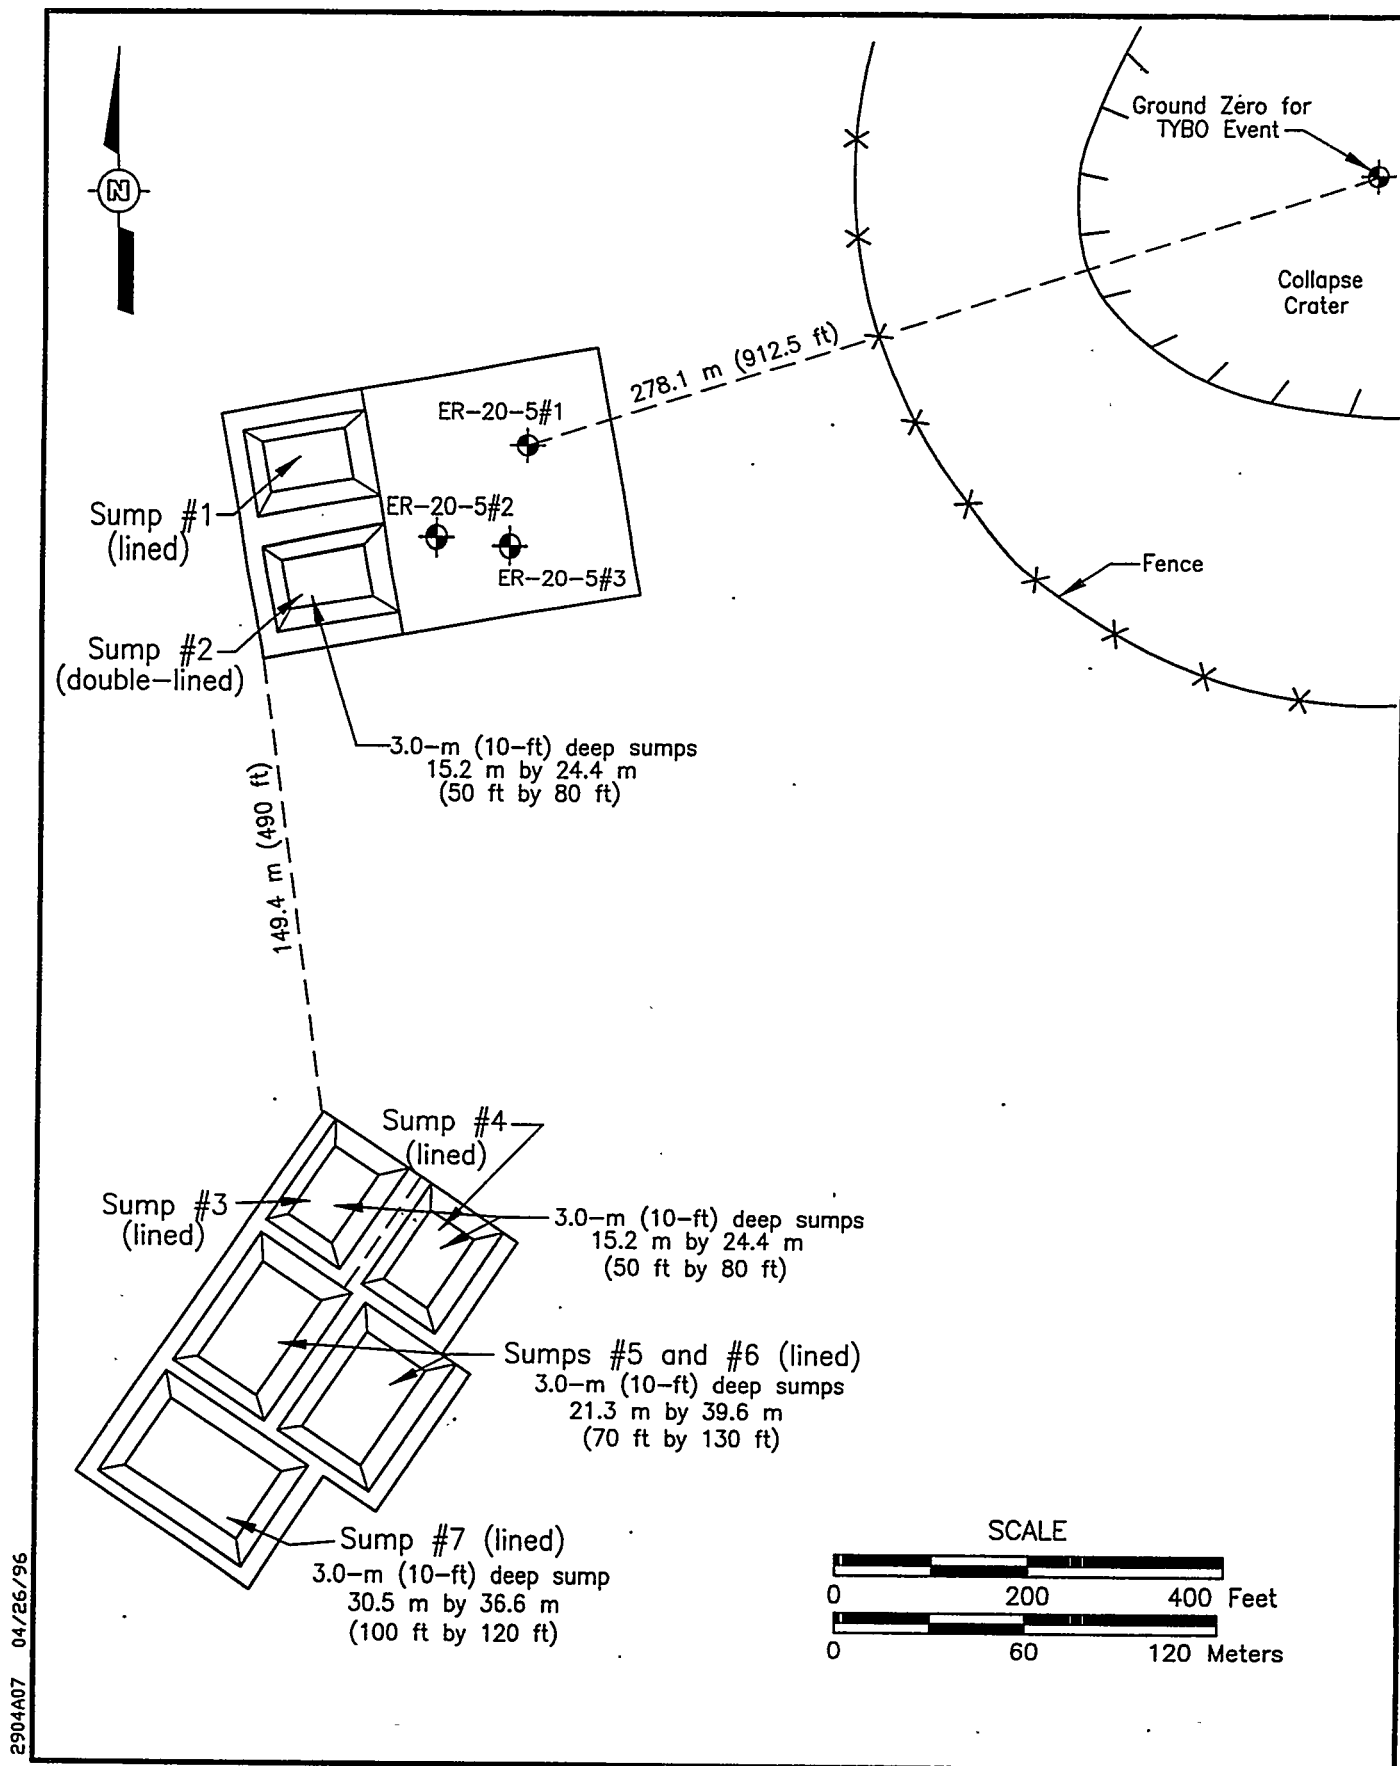 N
Ground Zero for
TYBO Event
Collapse
Crater
278.1 m (912.5 ft)
ER-20-5#1
ER-20-5#2
ER-20-5#3
Sump #1
(lined)
Fence
Sump #2
(double-lined)
3.0-m (10-ft) deep sumps
15.2 m by 24.4 m
(50 ft by 80 ft)
149.4 m (490 ft)
Sump #4
(lined)
Sump #3
(lined)
3.0-m (10-ft) deep sumps
15.2 m by 24.4 m
(50 ft by 80 ft)
Sumps #5 and #6 (lined)
3.0-m (10-ft) deep sumps
21.3 m by 39.6 m
(70 ft by 130 ft)
Sump #7 (lined)
3.0-m (10-ft) deep sump
30.5 m by 36.6 m
(100 ft by 120 ft)
SCALE
0 200 400 Feet
0 60 120 Meters
2904A07 04/26/96